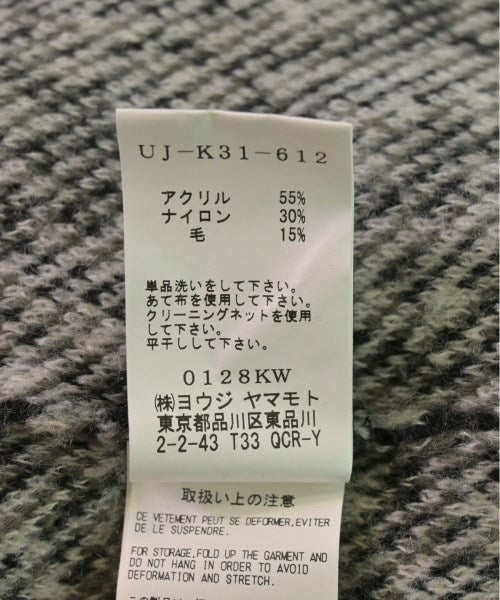 UJ-K31-612
アクリル 55%
ナイロン 30%
毛 15%
単品洗いをして下さい。
あて布を使用して下さい。
クリーニングネットを使用
して下さい。
平干しして下さい。
0128KW
㈱ヨウジ ヤマモト
東京都品川区東品川
2-2-43 T33 QCR-Y
取扱い上の注意
CE VETEMENT PEUT SE DEFORMER,EVITER
DE LE SUSPENDRE.
FOR STORAGE,FOLD UP THE GARMENT AND
DO NOT HANG IN ORDER TO AVOID
DEFORMATION AND STRETCH.